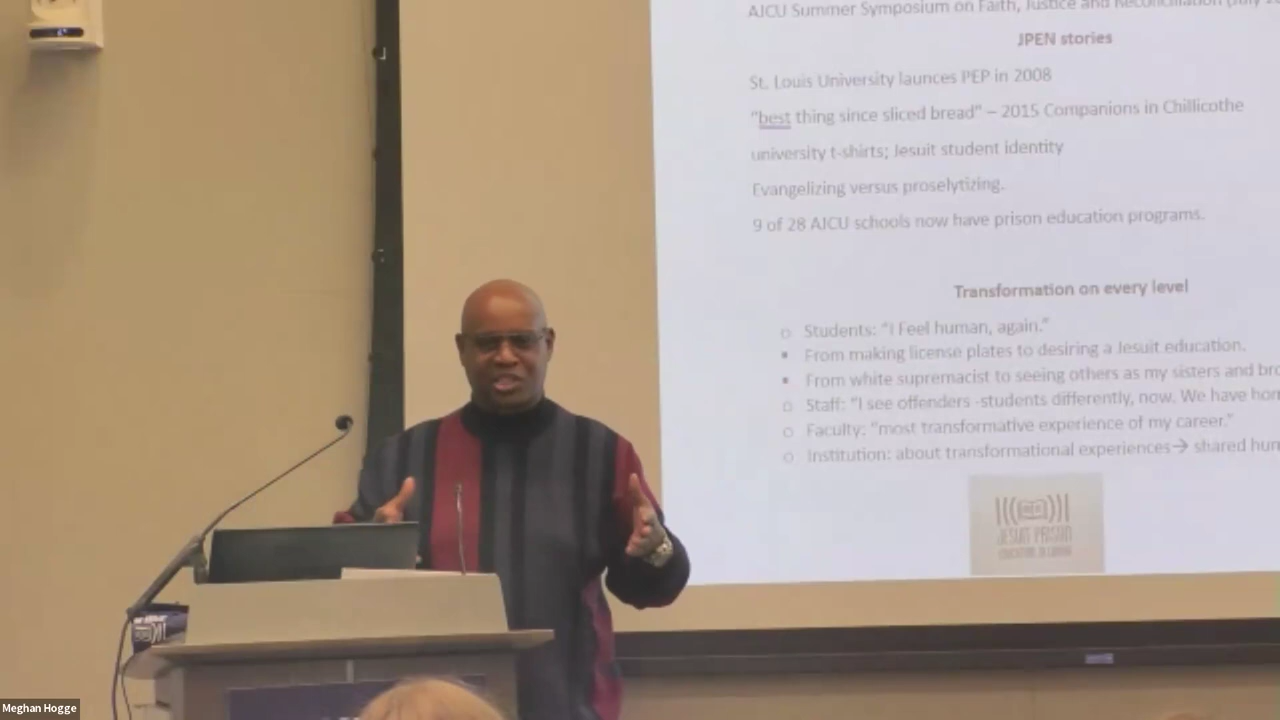 AJCU Summer Symposium on Faith, Justice and Reconciliation (July
JPEN stories
St. Louis University launces PEP in 2008
"best thing since sliced bread" – 2015 Companions in Chillicothe
university t-shirts; Jesuit student identity
Evangelizing versus proselytizing.
9 of 28 AJCU schools now have prison education programs.
Transformation on every level
Students: "I Feel human, again."
From making license plates to desiring a Jesuit education.
From white supremacist to seeing others as my sisters and bro
Staff: "I see offenders -students differently, now. We have
Faculty: "most transformative experience of my career."
Institution: about transformational experiences→ shared
JESUIT PRISON
EDUCATION
Meghan Hogge